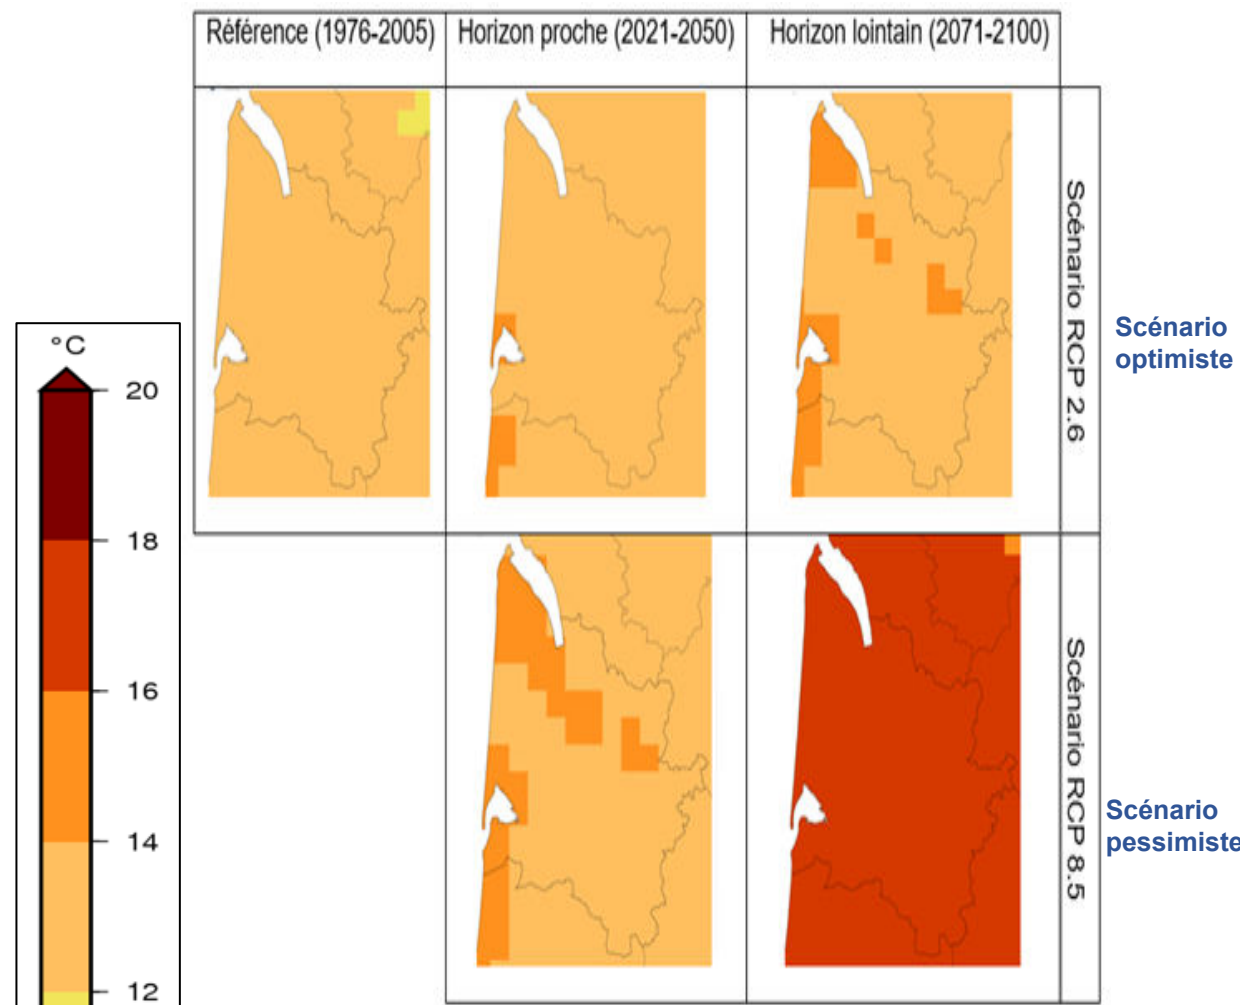 Référence (1976-2005)
Horizon proche (2021-2050)
Horizon lointain (2071-2100)
Scénario RCP 2.6
Scénario
optimiste
°C
20
18
16
14
12
Scénario RCP 8.5
Scénario
pessimiste